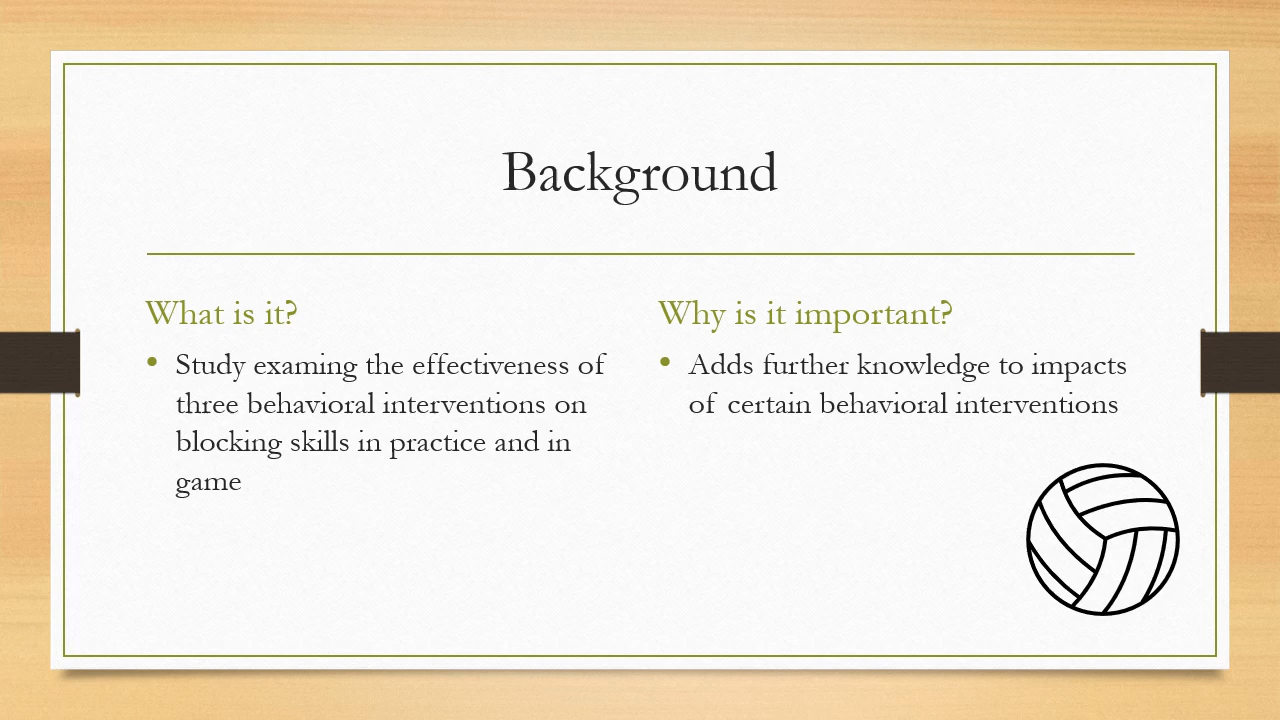 Background
What is it?
• Study examing the effectiveness of
three behavioral interventions on
blocking skills in practice and in
game
Why is it important?
• Adds further knowledge to impacts
of certain behavioral interventions